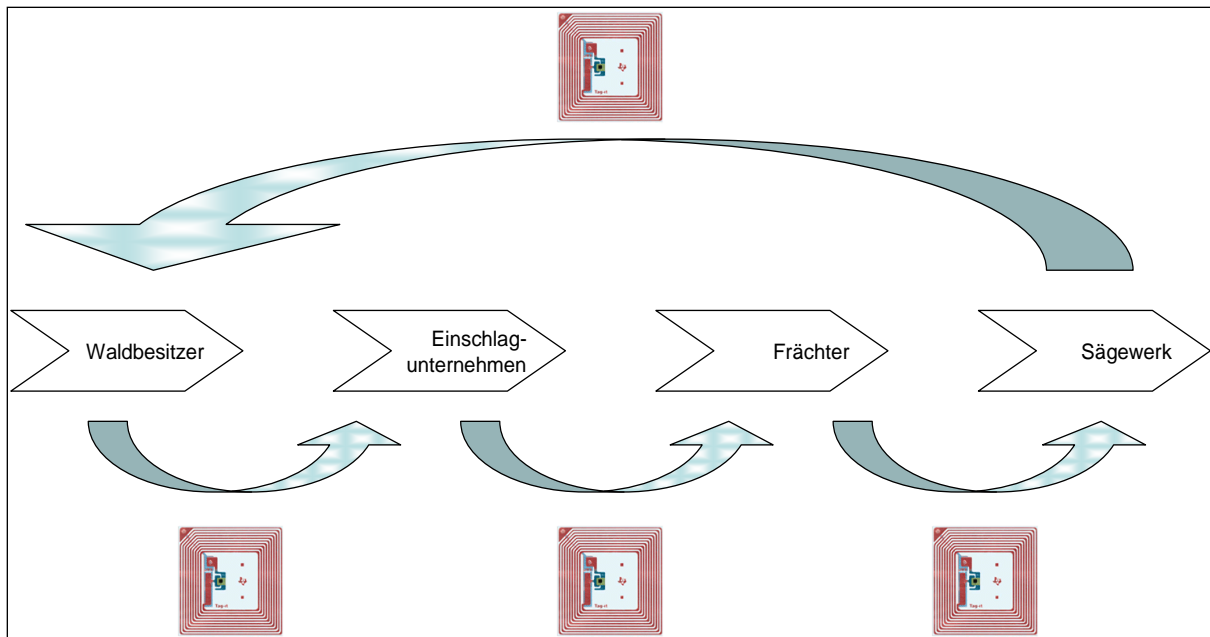 Waldbesitzer
Einschlag-
unternehmen
Frächter
Sägewerk